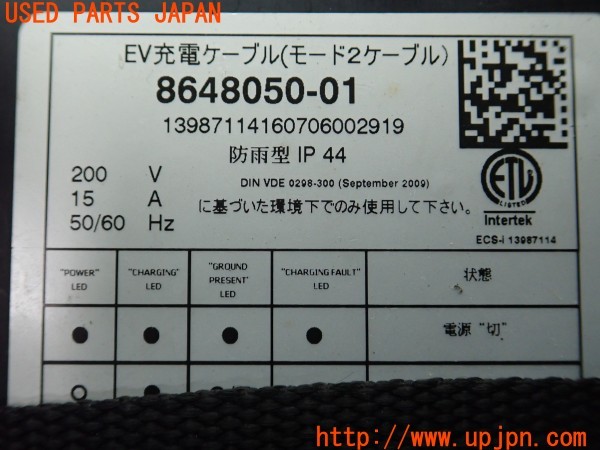 USED PARTS JAPAN
EV充電ケーブル(モード2ケーブル)
8648050-01
13987114160706002919
防雨型 IP 44
200 V
15 A
50/60 Hz
DIN VDE 0298-300 (September 2009)
に基づいた環境下でのみ使用して下さい。
ETL
LISTED
Intertek
ECS-i 13987114
"POWER" LED
"CHARGING" LED
"GROUND PRESENT" LED
"CHARGING FAULT" LED
状態
電源 "切"
http://www.upjpn.com